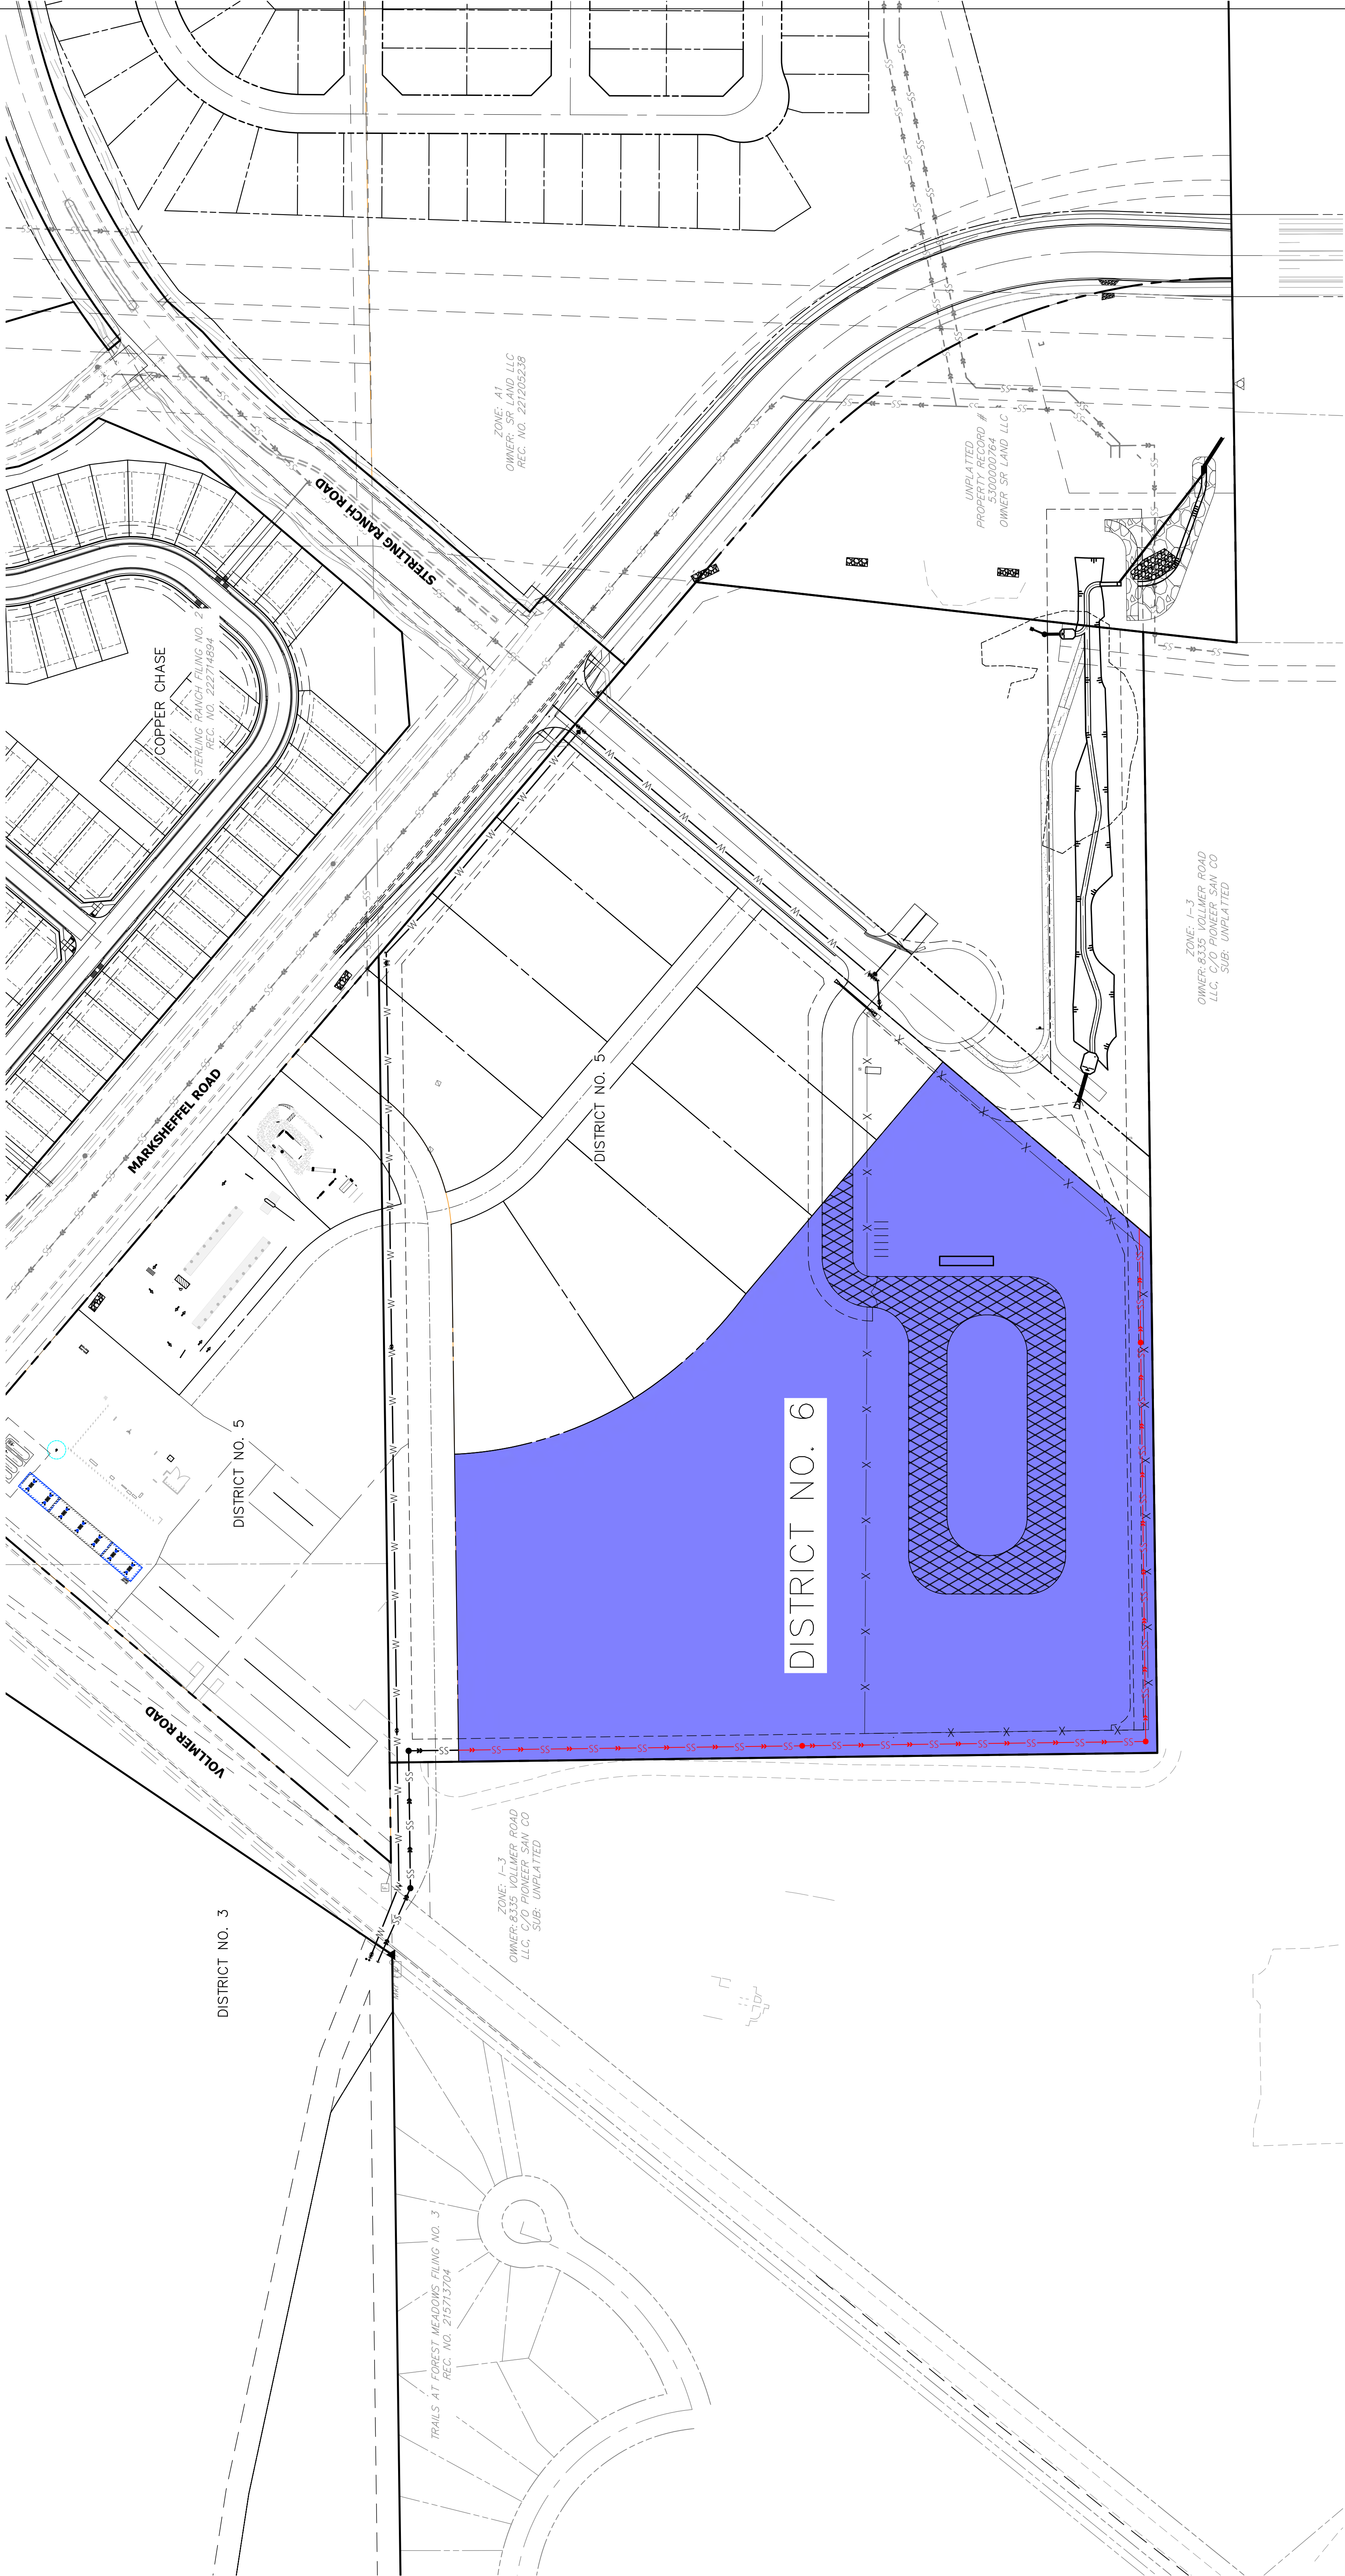 ZONE: A1
OWNER: SR LAND LLC
REC. NO. 221205238
UNPLATTED
PROPERTY RECORD #
5300000764
OWNER SR LAND LLC
STERLING RANCH ROAD
COPPER CHASE
STERLING RANCH FILING NO. 2
REC. NO. 222714894
ZONE: I-3
OWNER: 8335 VOLLMER ROAD
LLC, C/O PIONEER SAN CO
SUB: UNPLATTED
MARKSHEFFEL ROAD
DISTRICT NO. 5
DISTRICT NO. 5
DISTRICT NO. 6
VOLLMER ROAD
ZONE: I-3
OWNER: 8335 VOLLMER ROAD
LLC, C/O PIONEER SAN CO
SUB: UNPLATTED
DISTRICT NO. 3
TRAILS AT FOREST MEADOWS FILING NO. 3
REC. NO. 215713704